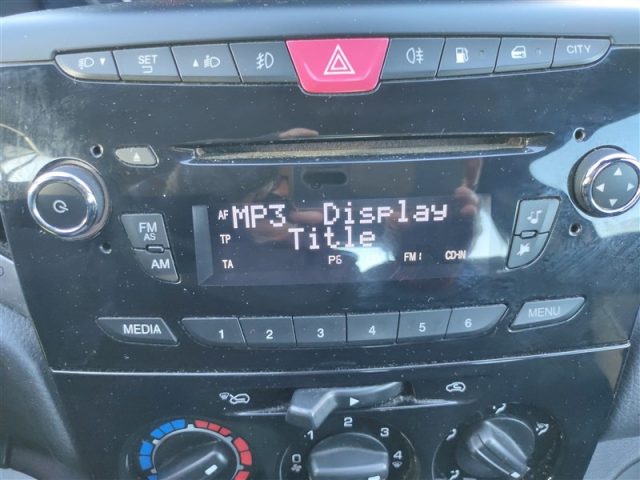 SET
CITY
AF MP3 Display
TP Title
TA P6 FM1 CD-IN
FM
AS
AM
MEDIA 1 2 3 4 5 6 MENU
0 1 2 3 4